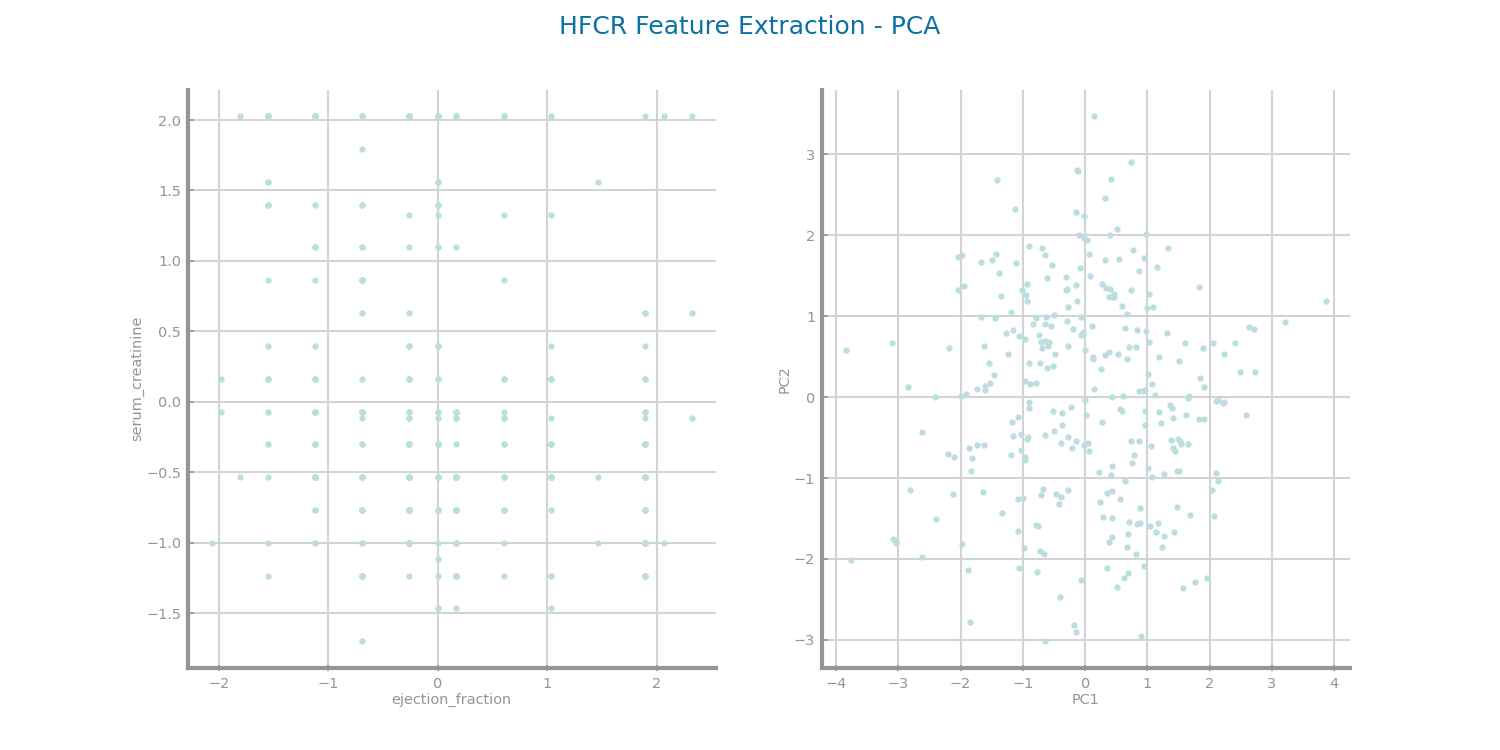 HFCR Feature Extraction - PCA
serum_creatinine
2.0
1.5
1.0
0.5
0.0
−0.5
−1.0
−1.5
−2 −1 0 1 2
ejection_fraction
PC2
3
2
1
0
−1
−2
−3
−4 −3 −2 −1 0 1 2 3 4
PC1